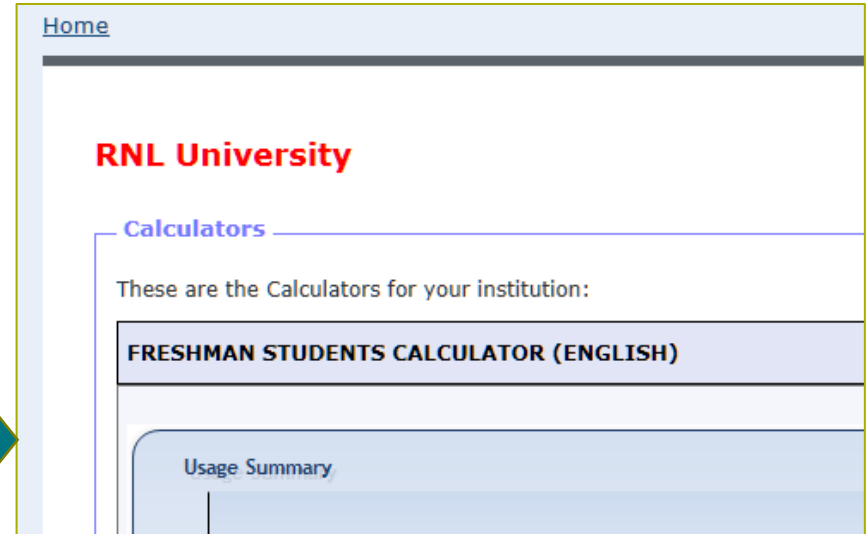 Home
RNL University
Calculators
These are the Calculators for your institution:
FRESHMAN STUDENTS CALCULATOR (ENGLISH)
Usage Summary